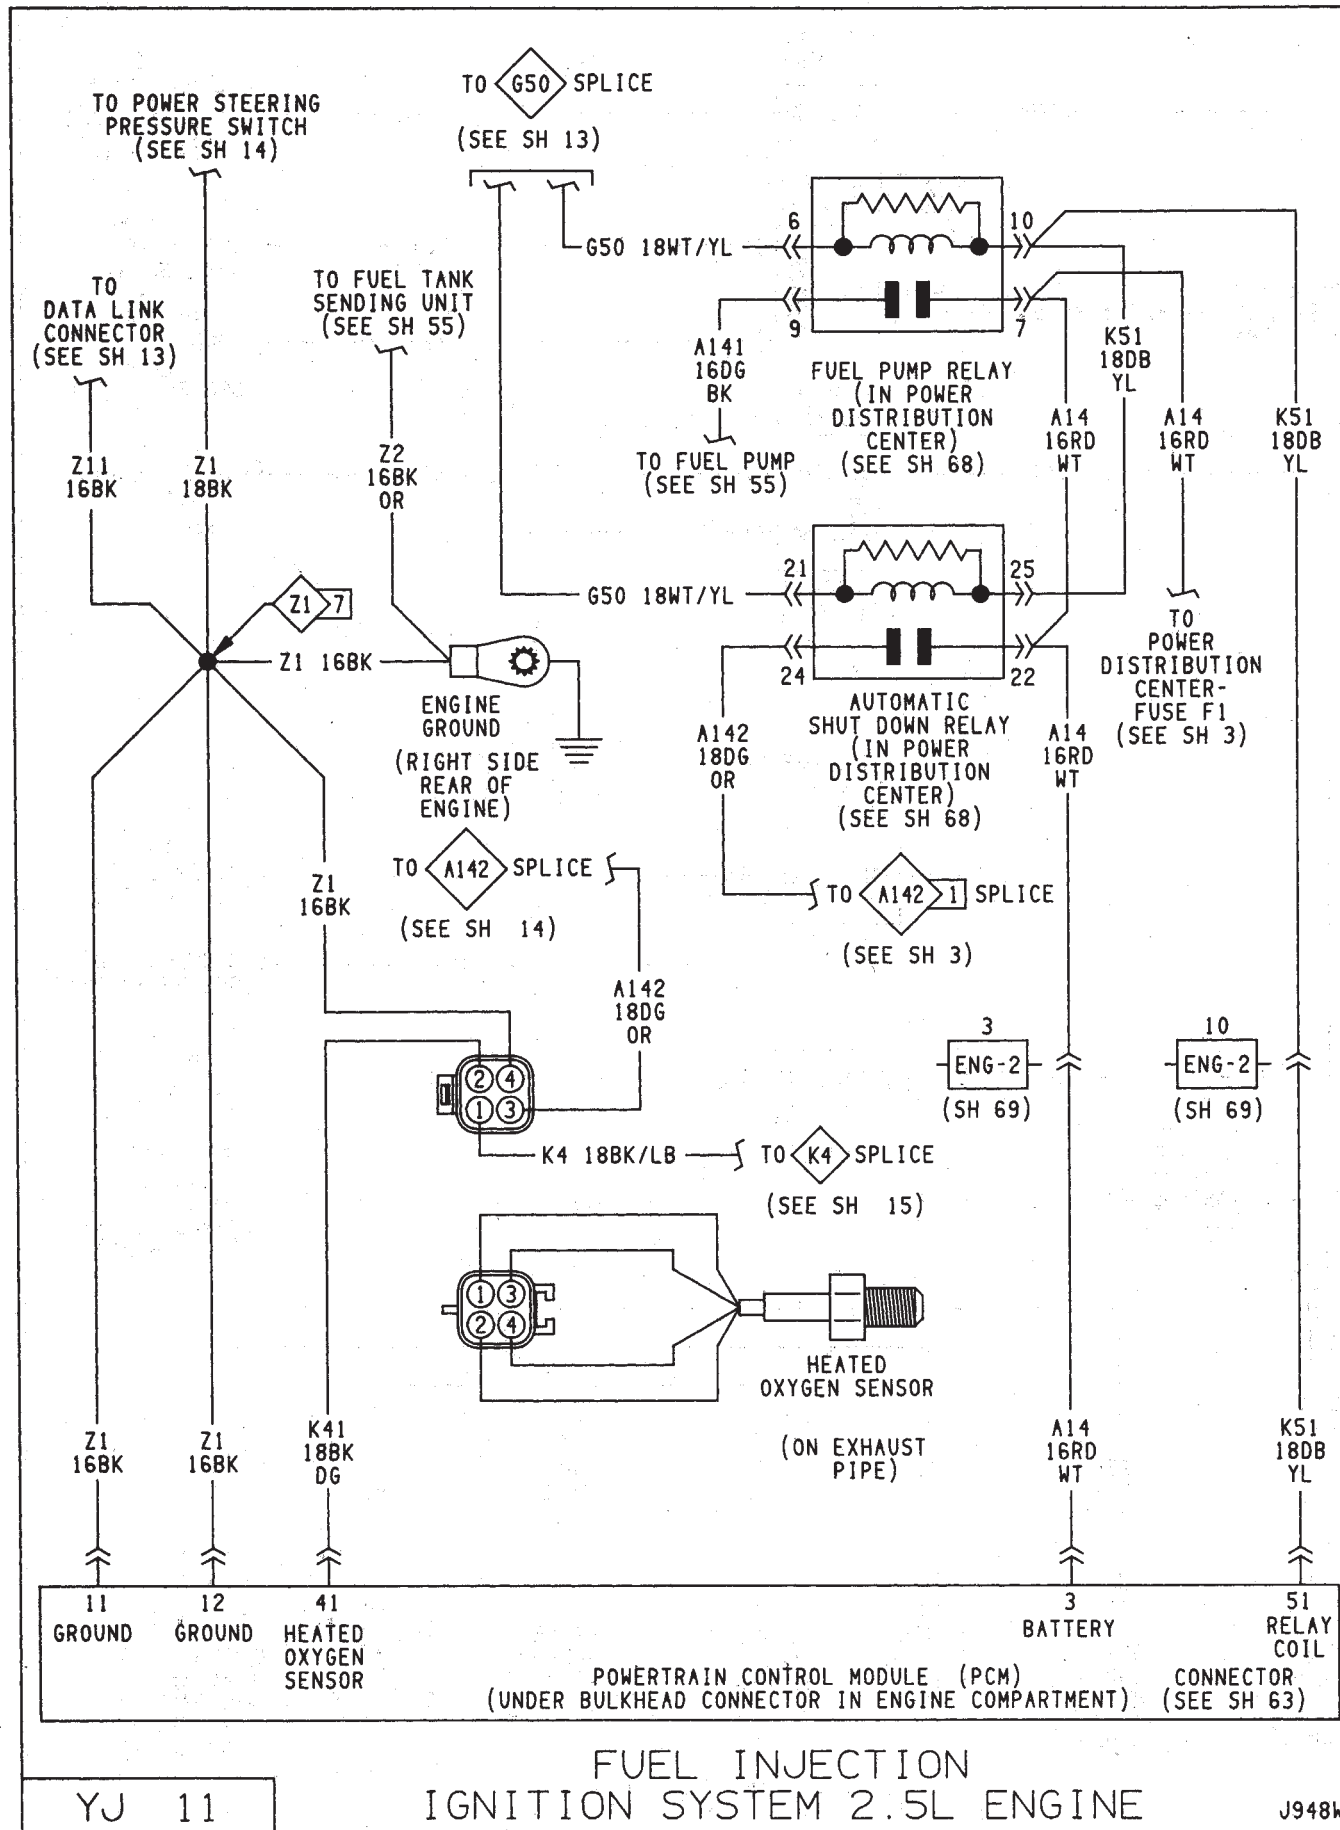 TO G50 SPLICE
(SEE SH 13)
TO POWER STEERING
PRESSURE SWITCH
(SEE SH 14)
6
10
G50 18WT/YL
9
7
TO
DATA LINK
CONNECTOR
(SEE SH 13)
TO FUEL TANK
SENDING UNIT
(SEE SH 55)
A141
16DG
BK
FUEL PUMP RELAY
(IN POWER
DISTRIBUTION
CENTER)
(SEE SH 68)
K51
18DB
YL
A14
16RD
WT
A14
16RD
WT
K51
18DB
YL
TO FUEL PUMP
(SEE SH 55)
Z11
16BK
Z1
18BK
Z2
16BK
OR
21
25
G50 18WT/YL
24
22
Z1 7
Z1 16BK
ENGINE
GROUND
(RIGHT SIDE
REAR OF
ENGINE)
A142
18DG
OR
AUTOMATIC
SHUT DOWN RELAY
(IN POWER
DISTRIBUTION
CENTER)
(SEE SH 68)
A14
16RD
WT
TO
POWER
DISTRIBUTION
CENTER-
FUSE F1
(SEE SH 3)
TO A142 SPLICE
(SEE SH 14)
TO A142 1 SPLICE
(SEE SH 3)
Z1
16BK
A142
18DG
OR
3
ENG-2
(SH 69)
10
ENG-2
(SH 69)
2 4
1 3
K4 18BK/LB
TO K4 SPLICE
(SEE SH 15)
1 3
2 4
HEATED
OXYGEN SENSOR
(ON EXHAUST
PIPE)
Z1
16BK
Z1
16BK
K41
18BK
DG
A14
16RD
WT
K51
18DB
YL
11
GROUND
12
GROUND
41
HEATED
OXYGEN
SENSOR
3
BATTERY
51
RELAY
COIL
POWERTRAIN CONTROL MODULE (PCM)
(UNDER BULKHEAD CONNECTOR IN ENGINE COMPARTMENT)
CONNECTOR
(SEE SH 63)
FUEL INJECTION
IGNITION SYSTEM 2.5L ENGINE
YJ 11
J948W